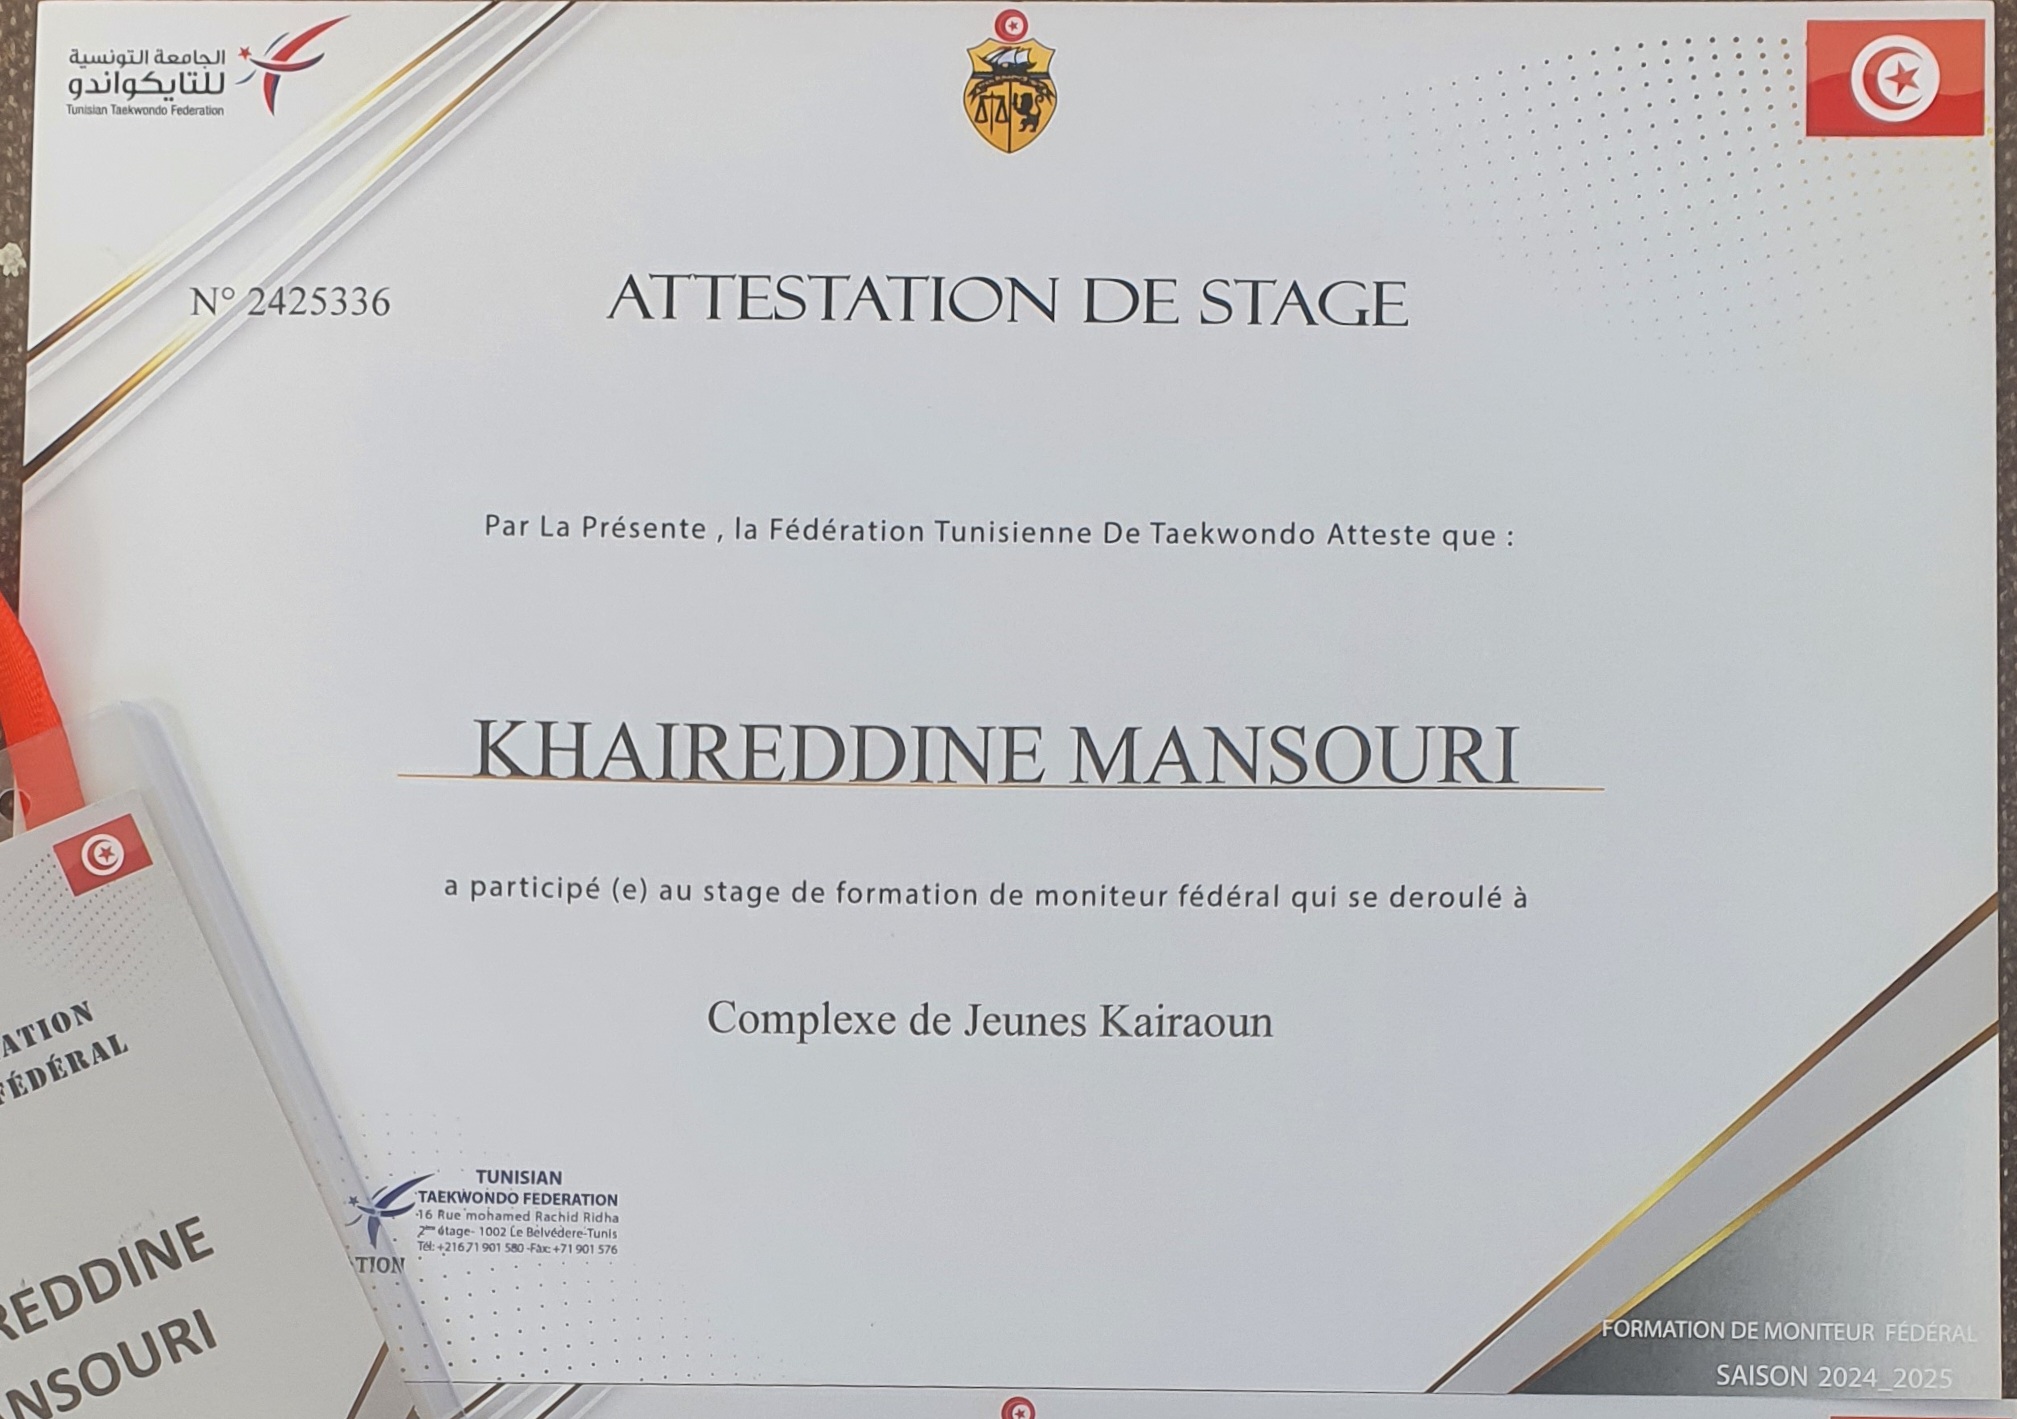 الجامعة التونسية
للتايكواندو
Tunisian Taekwondo Federation
N° 2425336
ATTESTATION DE STAGE
Par La Présente , la Fédération Tunisienne De Taekwondo Atteste que :
KHAIREDDINE MANSOURI
a participé (e) au stage de formation de moniteur fédéral qui se deroulé à
Complexe de Jeunes Kairaoun
TUNISIAN
TAEKWONDO FEDERATION
16 Rue mohamed Rachid Ridha
2ème étage- 1002 Le Belvédere-Tunis
Tél: +216 71 901 580 -Fax: +71 901 576
TION
FORMATION DE MONITEUR FÉDÉRAL
SAISON 2024_2025
ATION
FÉDÉRAL
REDDINE
NSOURI